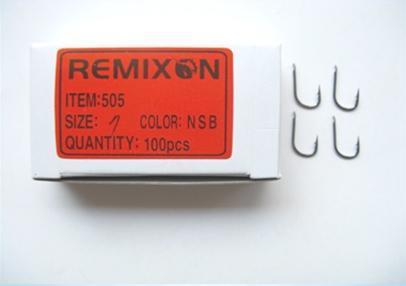 REMIXON
ITEM:505
SIZE: 7 COLOR: NSB
QUANTITY: 100pcs